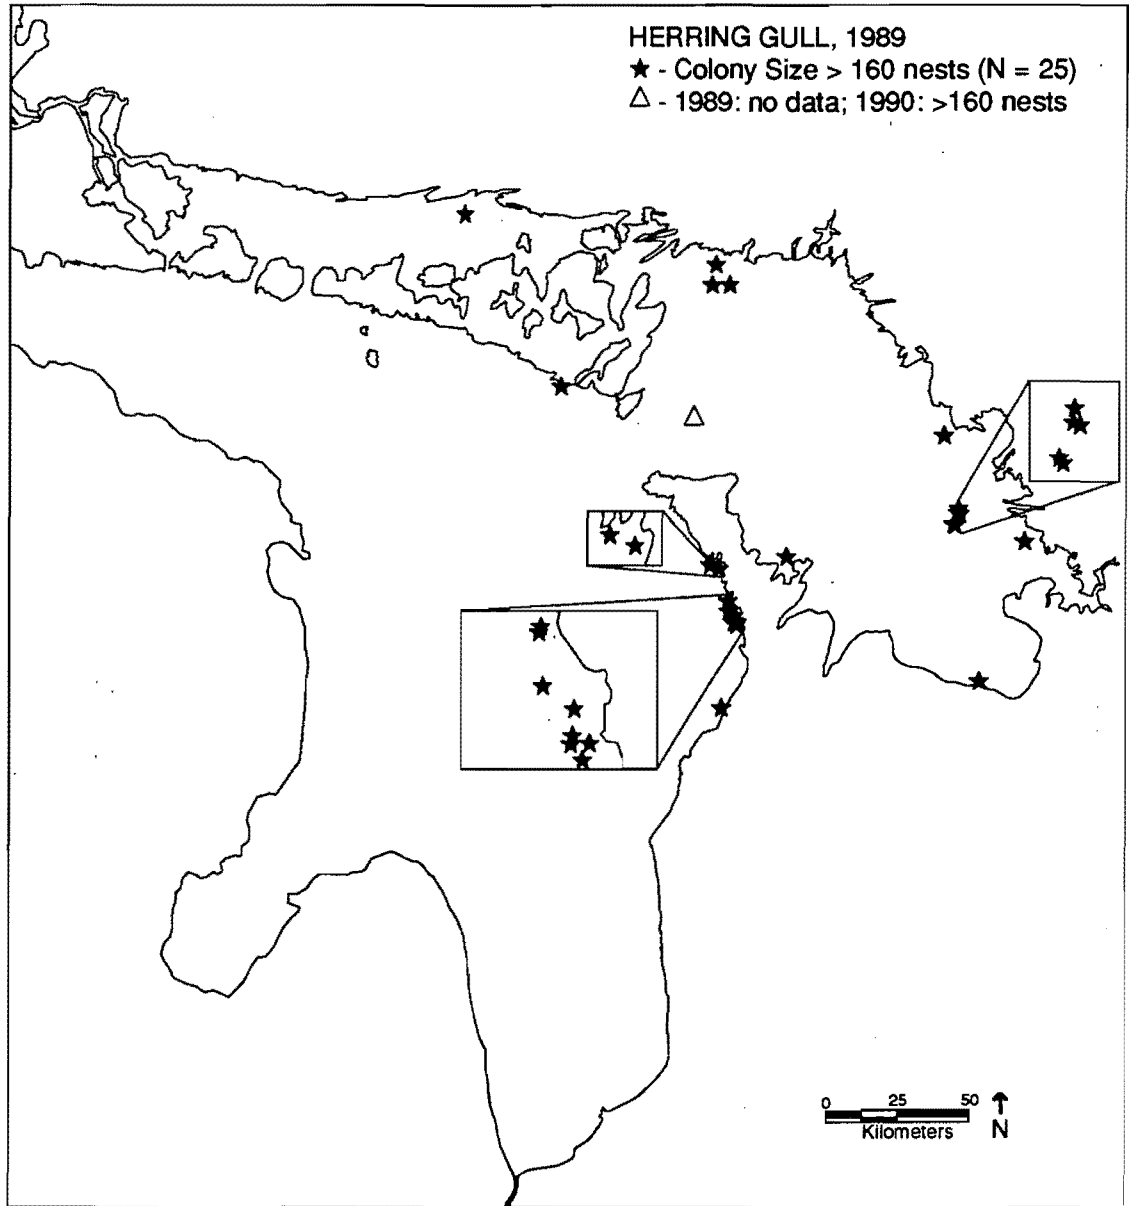 HERRING GULL, 1989
★ - Colony Size > 160 nests (N = 25)
△ - 1989: no data; 1990: >160 nests
0 25 50
Kilometers
N